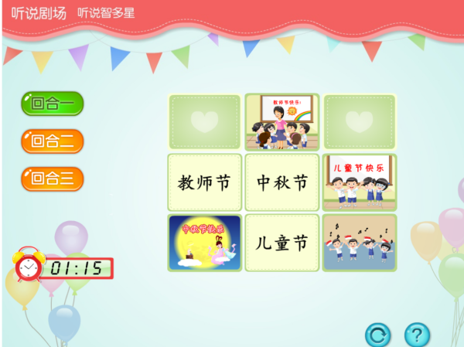 听说剧场 听说智多星
回合一
回合二
回合三
教师节快乐
教师节
中秋节
儿童节快乐
中秋节快乐
儿童节
01:15
?